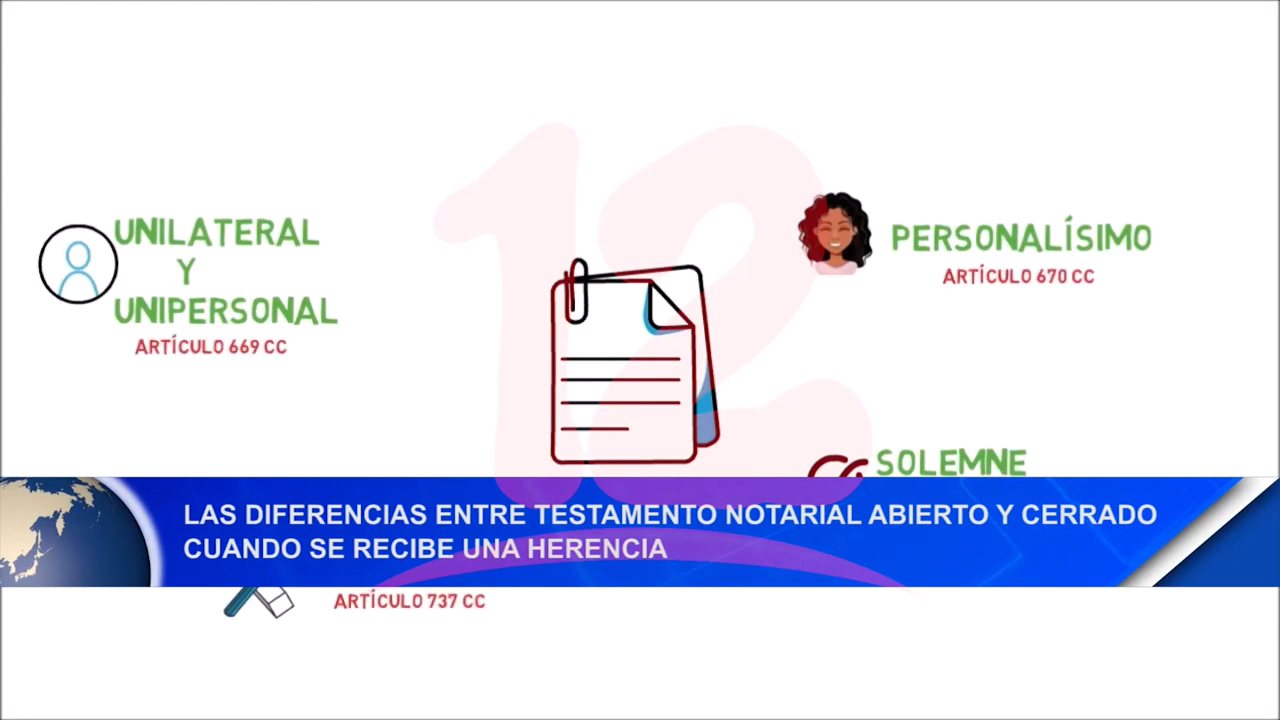 UNILATERAL
Y
UNIPERSONAL
ARTÍCULO 669 CC
PERSONALÍSIMO
ARTÍCULO 670 CC
12
SOLEMNE
LAS DIFERENCIAS ENTRE TESTAMENTO NOTARIAL ABIERTO Y CERRADO
CUANDO SE RECIBE UNA HERENCIA
ARTÍCULO 737 CC